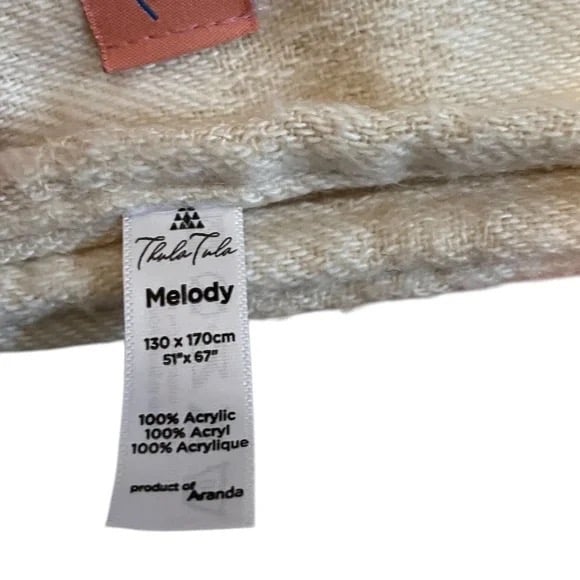 Thula Tula
Melody
130 x 170cm
51"x 67"
100% Acrylic
100% Acryl
100% Acrylique
product of Aranda